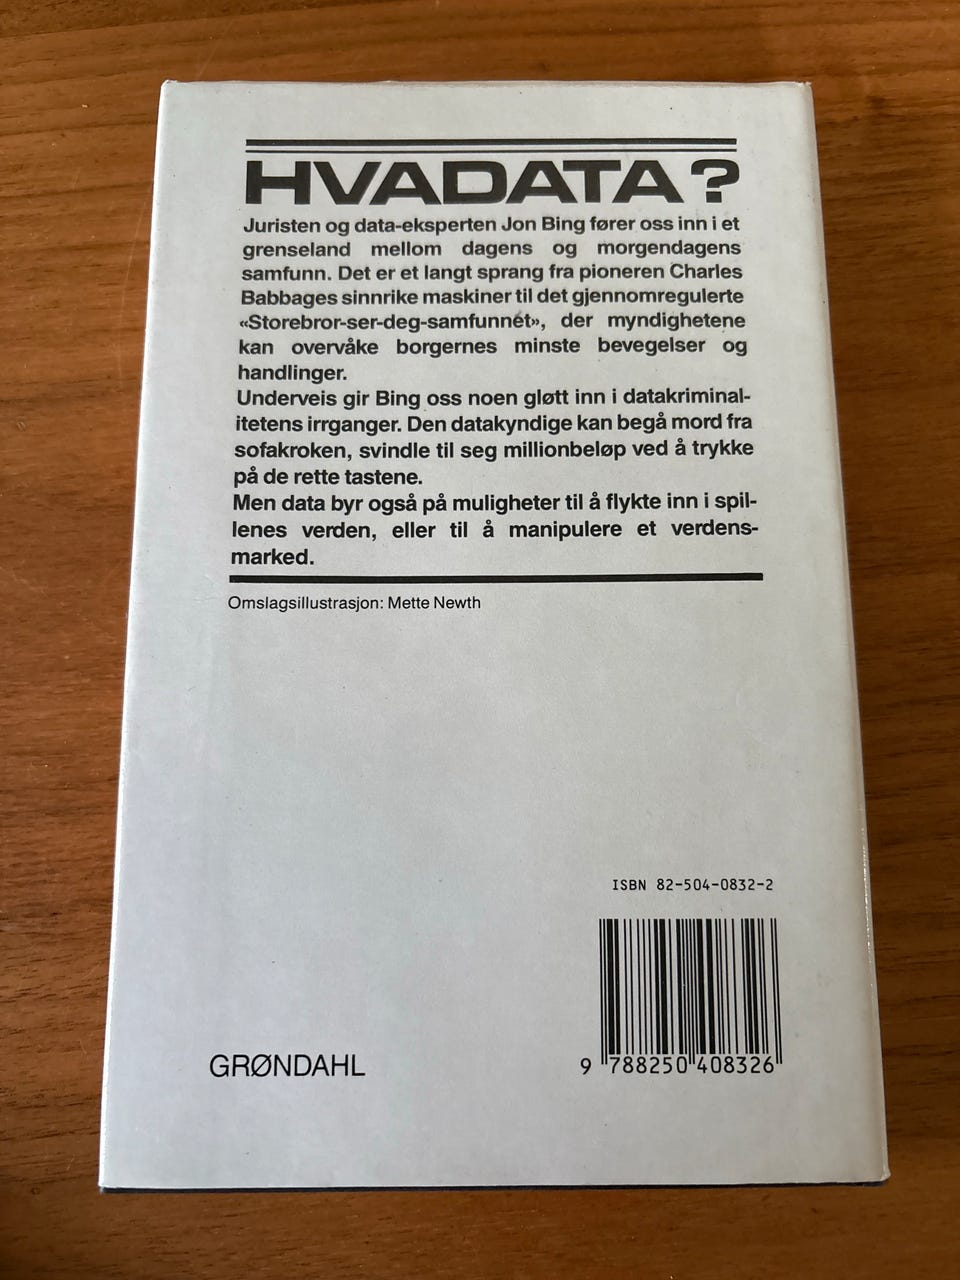 HVADATA?
Juristen og data-eksperten Jon Bing fører oss inn i et
grenseland mellom dagens og morgendagens
samfunn. Det er et langt sprang fra pioneren Charles
Babbages sinnrike maskiner til det gjennomregulerte
«Storebror-ser-deg-samfunnet», der myndighetene
kan overvåke borgernes minste bevegelser og
handlinger.
Underveis gir Bing oss noen gløtt inn i datakriminal-
itetens irrganger. Den datakyndige kan begå mord fra
sofakroken, svindle til seg millionbeløp ved å trykke
på de rette tastene.
Men data byr også på muligheter til å flykte inn i spil-
lenes verden, eller til å manipulere et verdens-
marked.
Omslagsillustrasjon: Mette Newth
ISBN 82-504-0832-2
9 788250 408326
GRØNDAHL